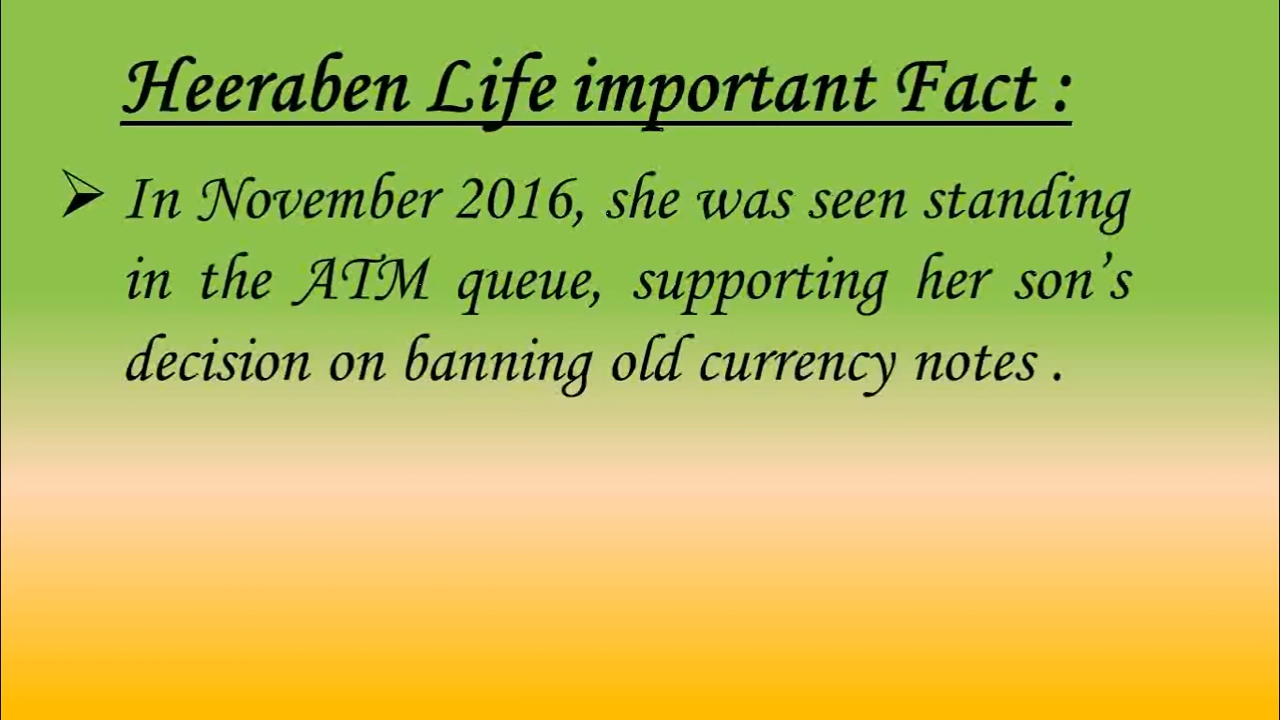 Heeraben Life important Fact :
In November 2016, she was seen standing
in the ATM queue, supporting her son’s
decision on banning old currency notes .